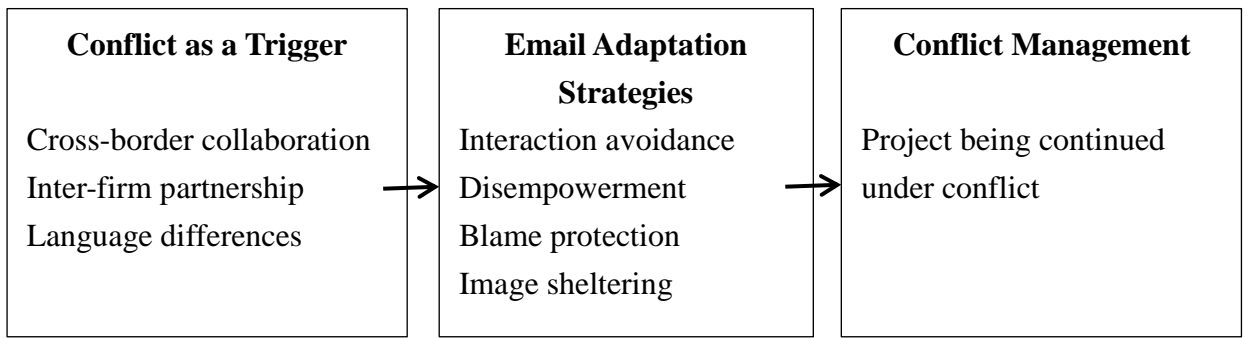 Conflict as a Trigger
Cross-border collaboration
Inter-firm partnership
Language differences
Email Adaptation
Strategies
Interaction avoidance
Disempowerment
Blame protection
Image sheltering
Conflict Management
Project being continued
under conflict